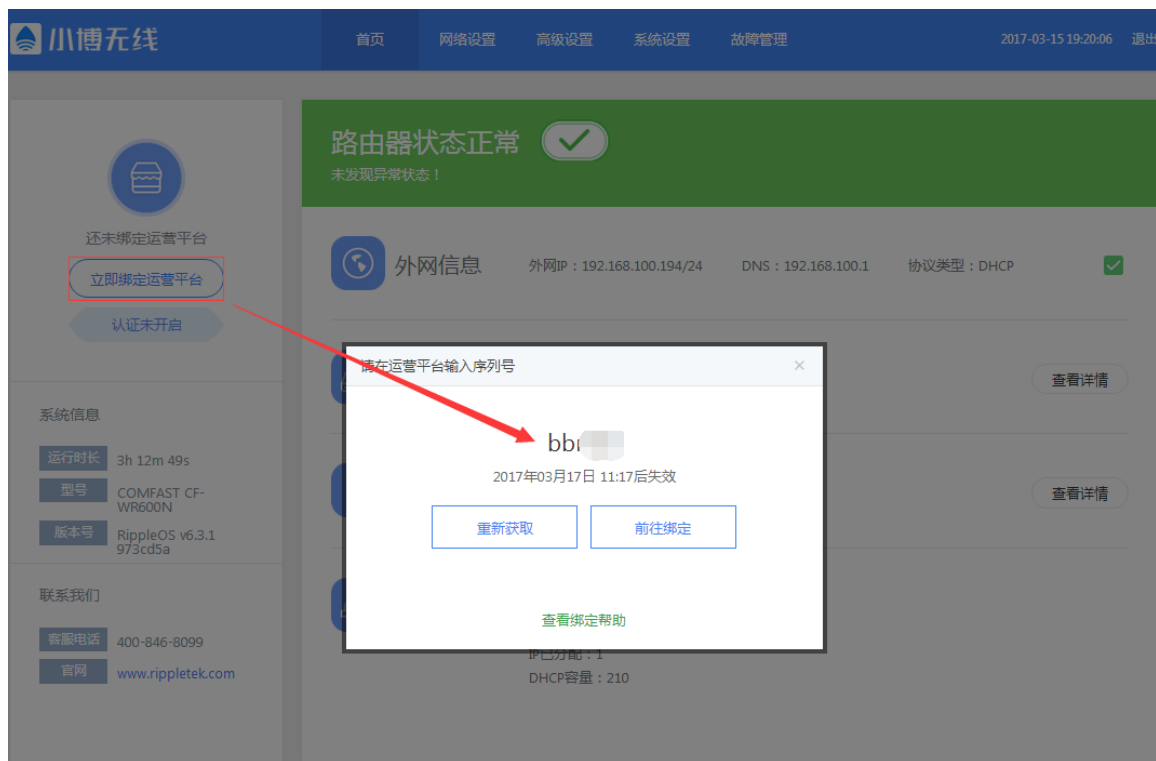 小博无线
首页 网络设置 高级设置 系统设置 故障管理 2017-03-15 19:20:06 退出
路由器状态正常
未发现异常状态！
还未绑定运营平台
立即绑定运营平台
认证未开启
外网信息 外网IP：192.168.100.194/24 DNS：192.168.100.1 协议类型：DHCP
请在运营平台输入序列号 ×
查看详情
系统信息
运行时长 3h 12m 49s
型号 COMFAST CF-
WR600N
版本号 RippleOS v6.3.1
973cd5a
2017年03月17日 11:17后失效
查看详情
重新获取 前往绑定
查看绑定帮助
联系我们
客服电话 400-846-8099
官网 www.rippletek.com
IP已分配：1
DHCP容量：210